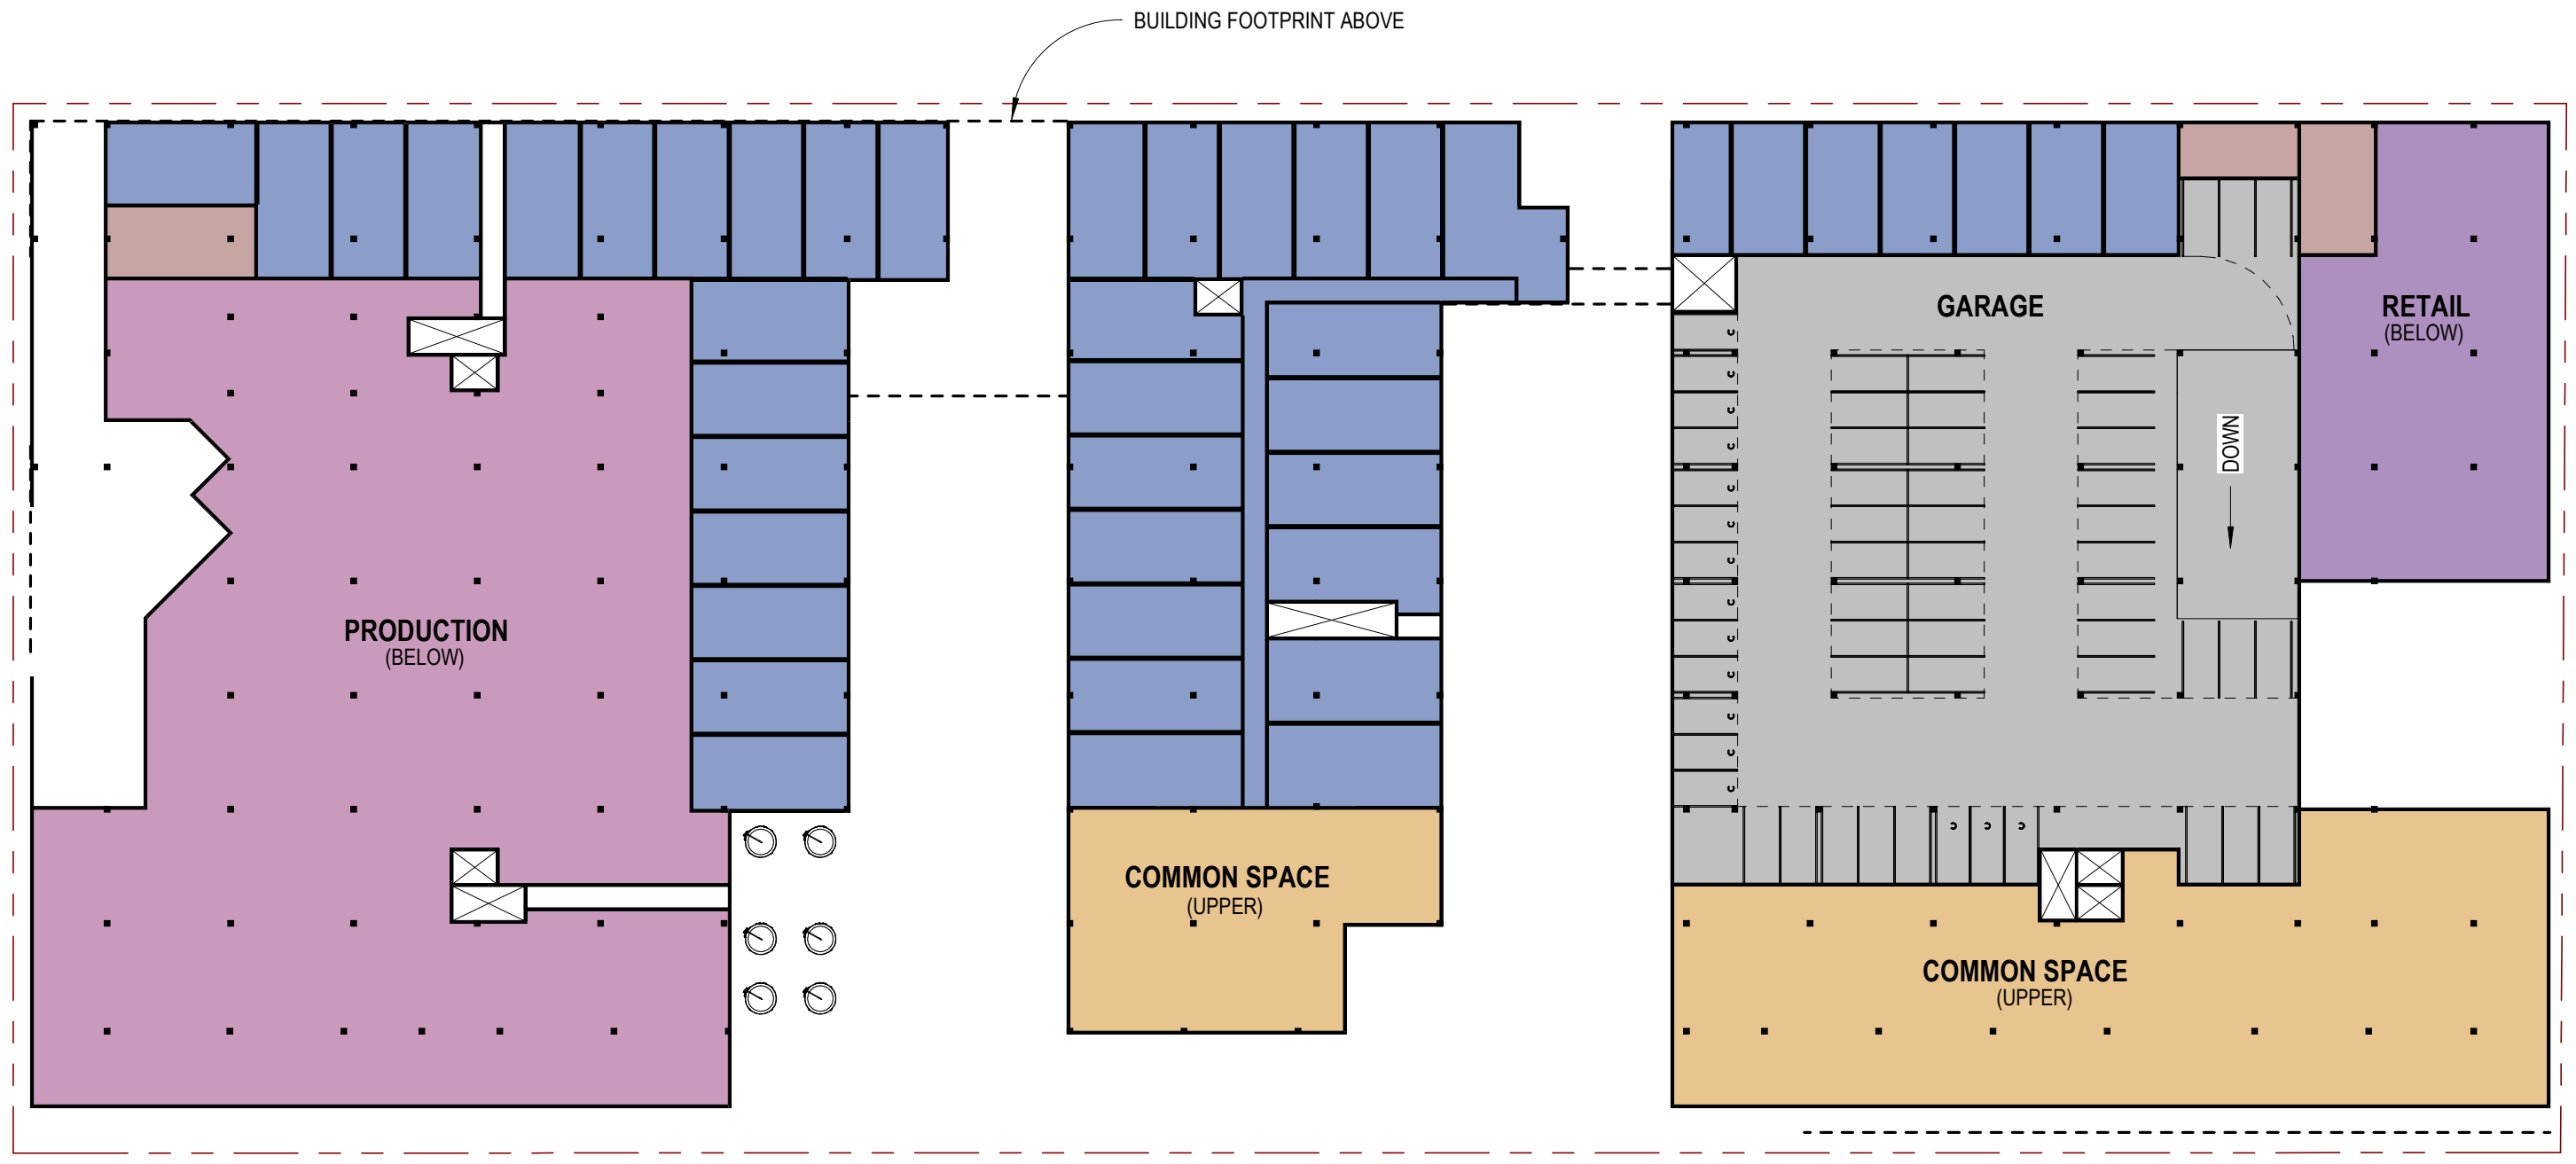 BUILDING FOOTPRINT ABOVE
GARAGE
RETAIL
(BELOW)
DOWN
PRODUCTION
(BELOW)
COMMON SPACE
(UPPER)
COMMON SPACE
(UPPER)